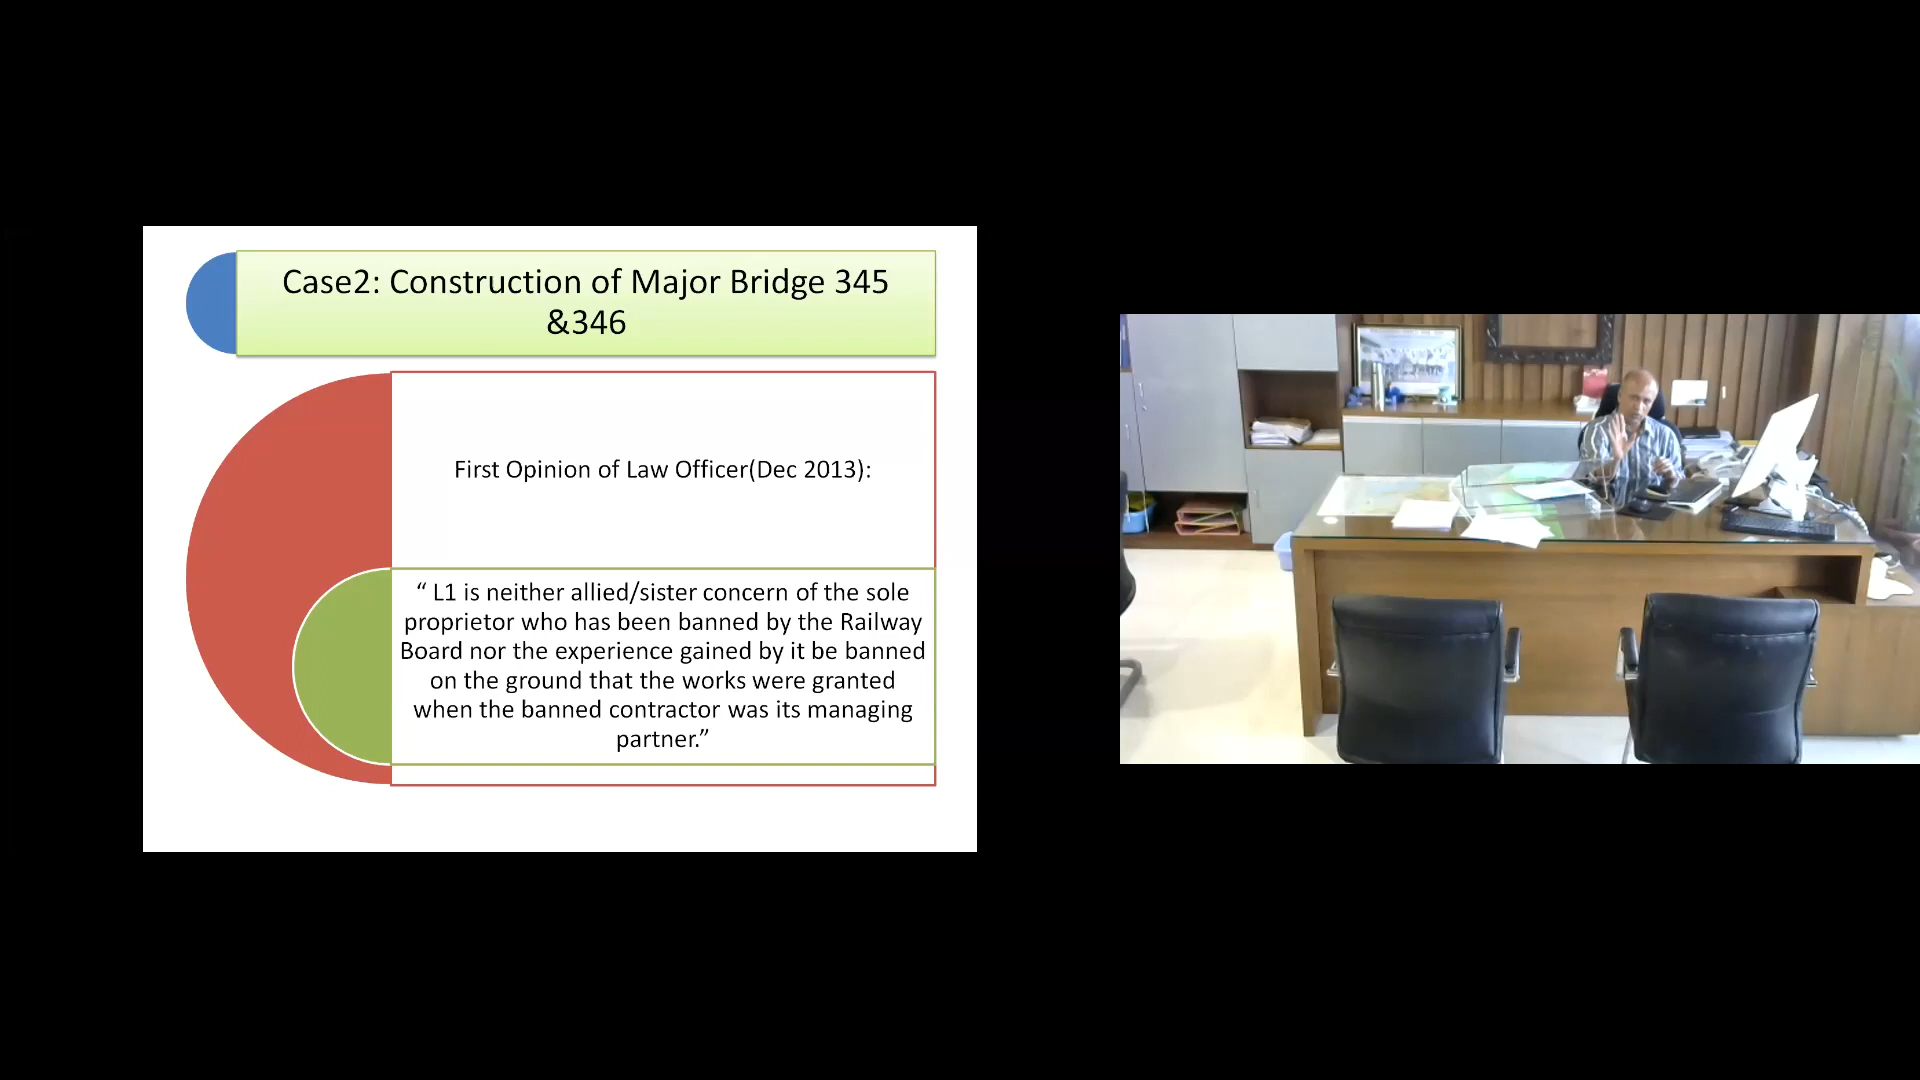 Case2: Construction of Major Bridge 345
&346
First Opinion of Law Officer(Dec 2013):
“ L1 is neither allied/sister concern of the sole
proprietor who has been banned by the Railway
Board nor the experience gained by it be banned
on the ground that the works were granted
when the banned contractor was its managing
partner.”